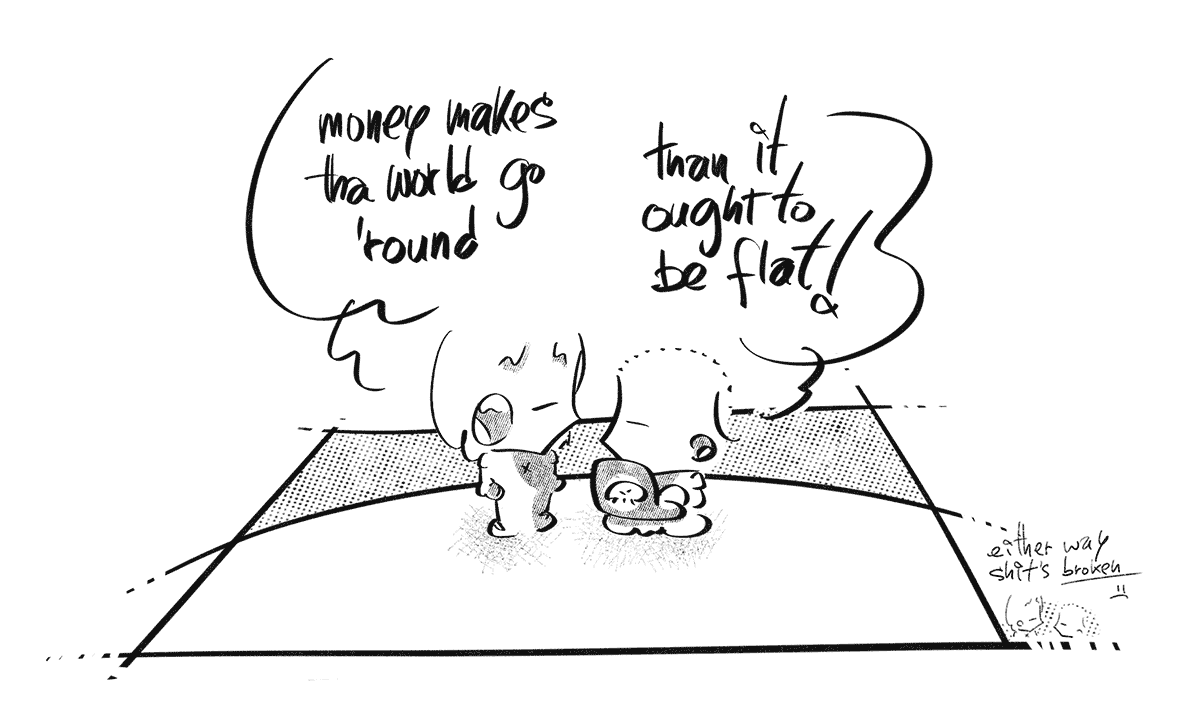 money makes
tha world go
'round
than it
ought to
be flat!
either way
shit's broken